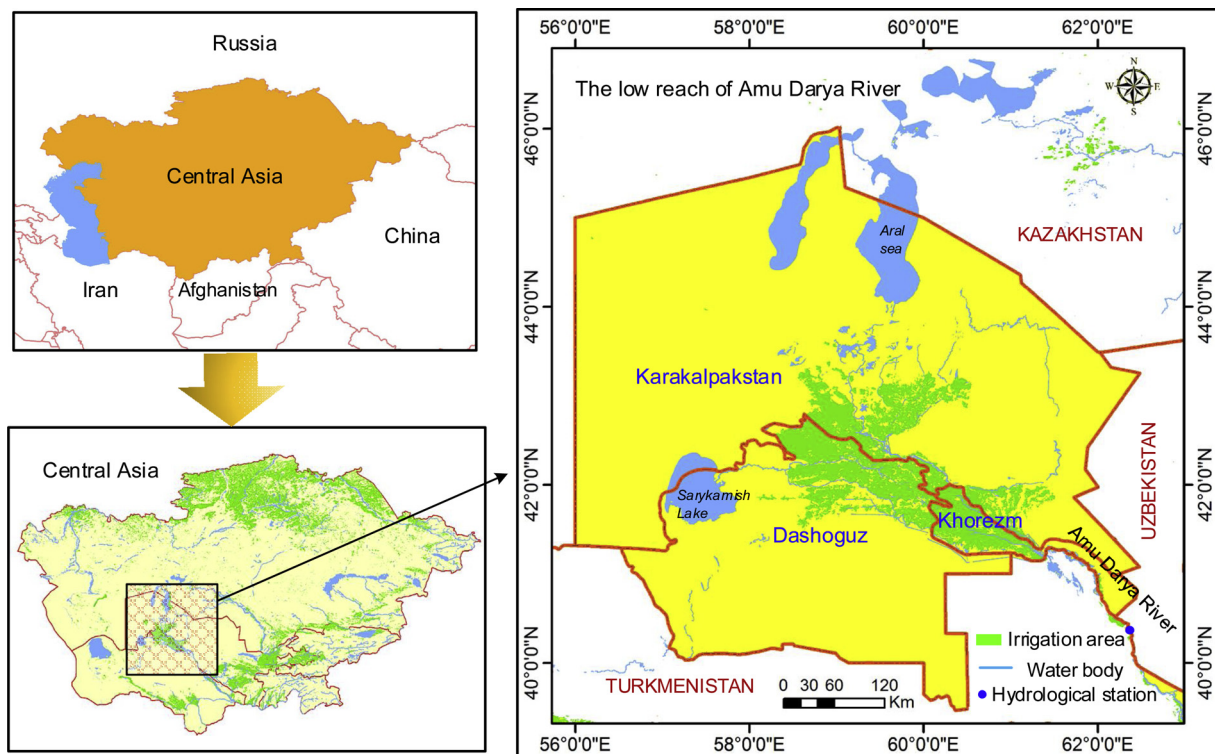 Russia
Central Asia
China
Iran
Afghanistan
Central Asia
56°0'0"E
58°0'0"E
60°0'0"E
62°0'0"E
The low reach of Amu Darya River
N
W
E
S
46°0'0"N
46°0'0"N
Aral
sea
KAZAKHSTAN
44°0'0"N
44°0'0"N
Karakalpakstan
42°0'0"N
42°0'0"N
Sarykamish
Lake
Dashoguz
Khorezm
UZBEKISTAN
Amu Darya River
40°0'0"N
40°0'0"N
TURKMENISTAN
0 30 60 120
Km
Irrigation area
Water body
Hydrological station
56°0'0"E
58°0'0"E
60°0'0"E
62°0'0"E